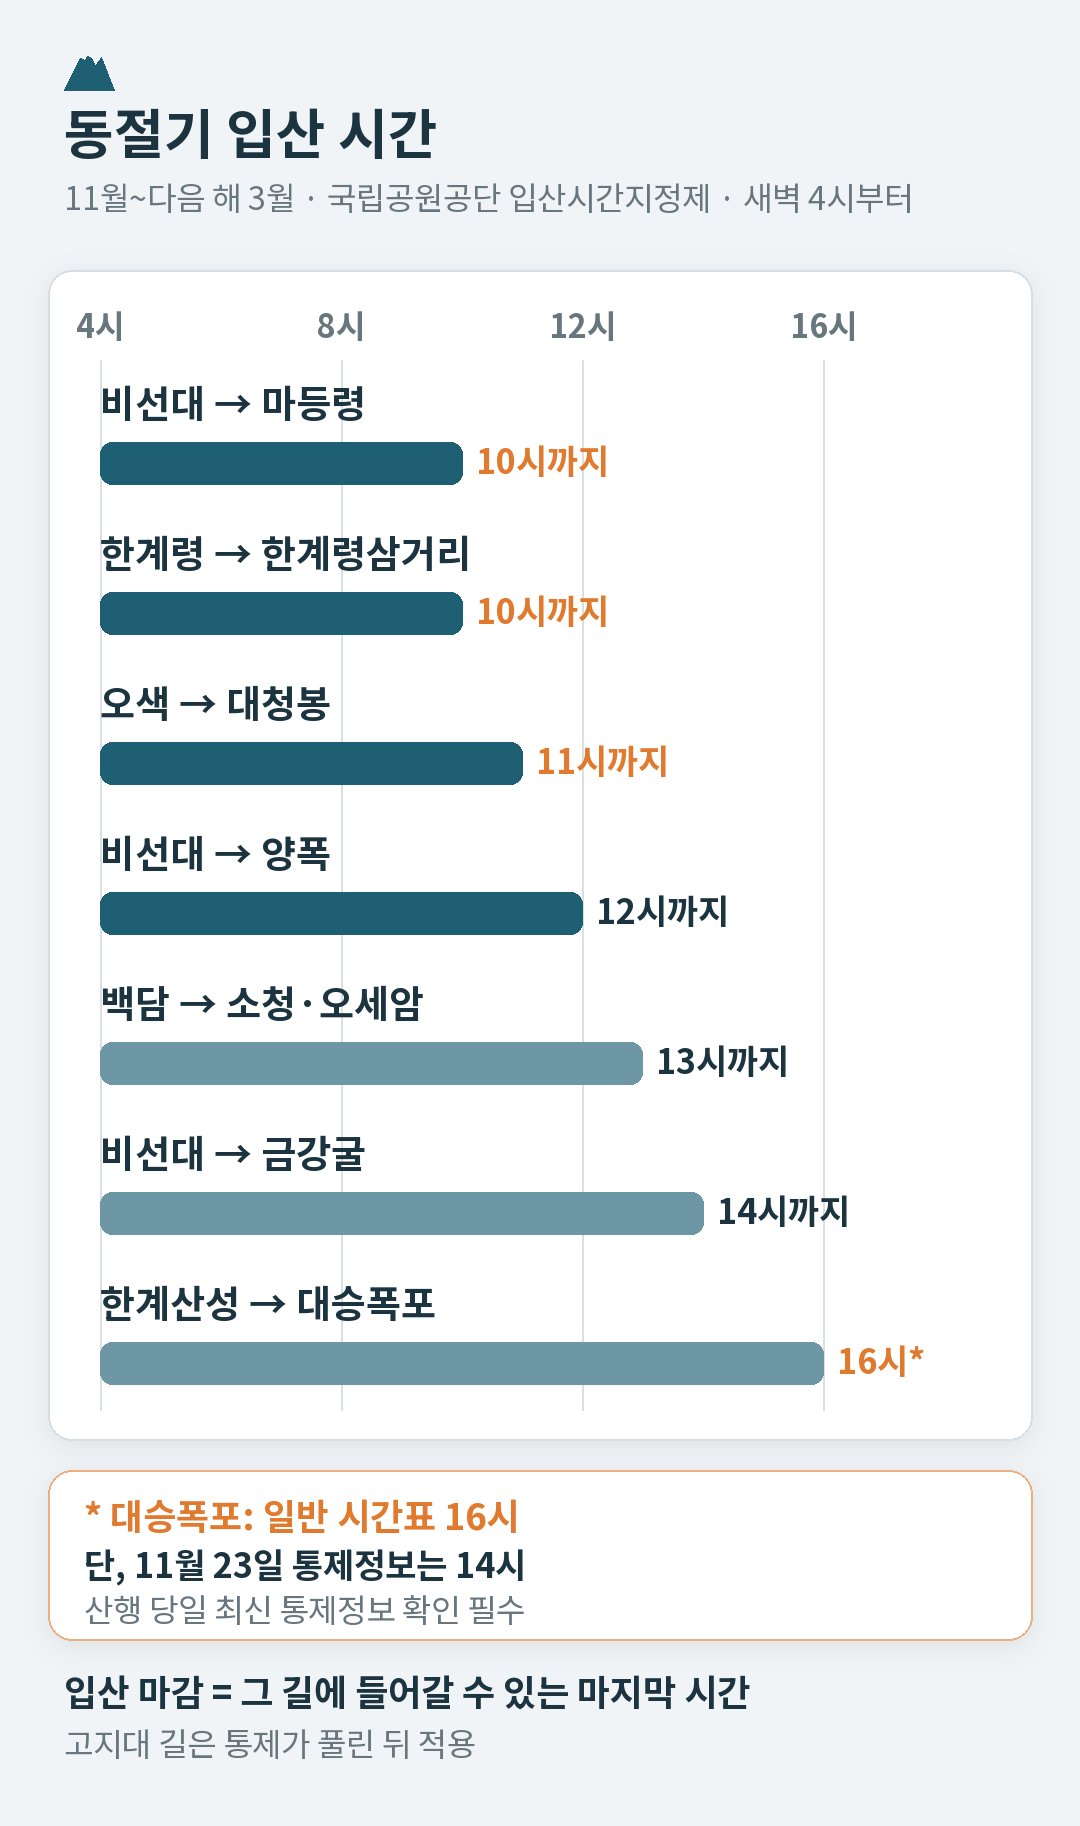 동절기 입산 시간
11월~다음 해 3월 · 국립공원공단 입산시간지정제 · 새벽 4시부터
4시 8시 12시 16시
비선대 → 마등령
10시까지
한계령 → 한계령삼거리
10시까지
오색 → 대청봉
11시까지
비선대 → 양폭
12시까지
백담 → 소청·오세암
13시까지
비선대 → 금강굴
14시까지
한계산성 → 대승폭포
16시*
* 대승폭포: 일반 시간표 16시
단, 11월 23일 통제정보는 14시
산행 당일 최신 통제정보 확인 필수
입산 마감 = 그 길에 들어갈 수 있는 마지막 시간
고지대 길은 통제가 풀린 뒤 적용